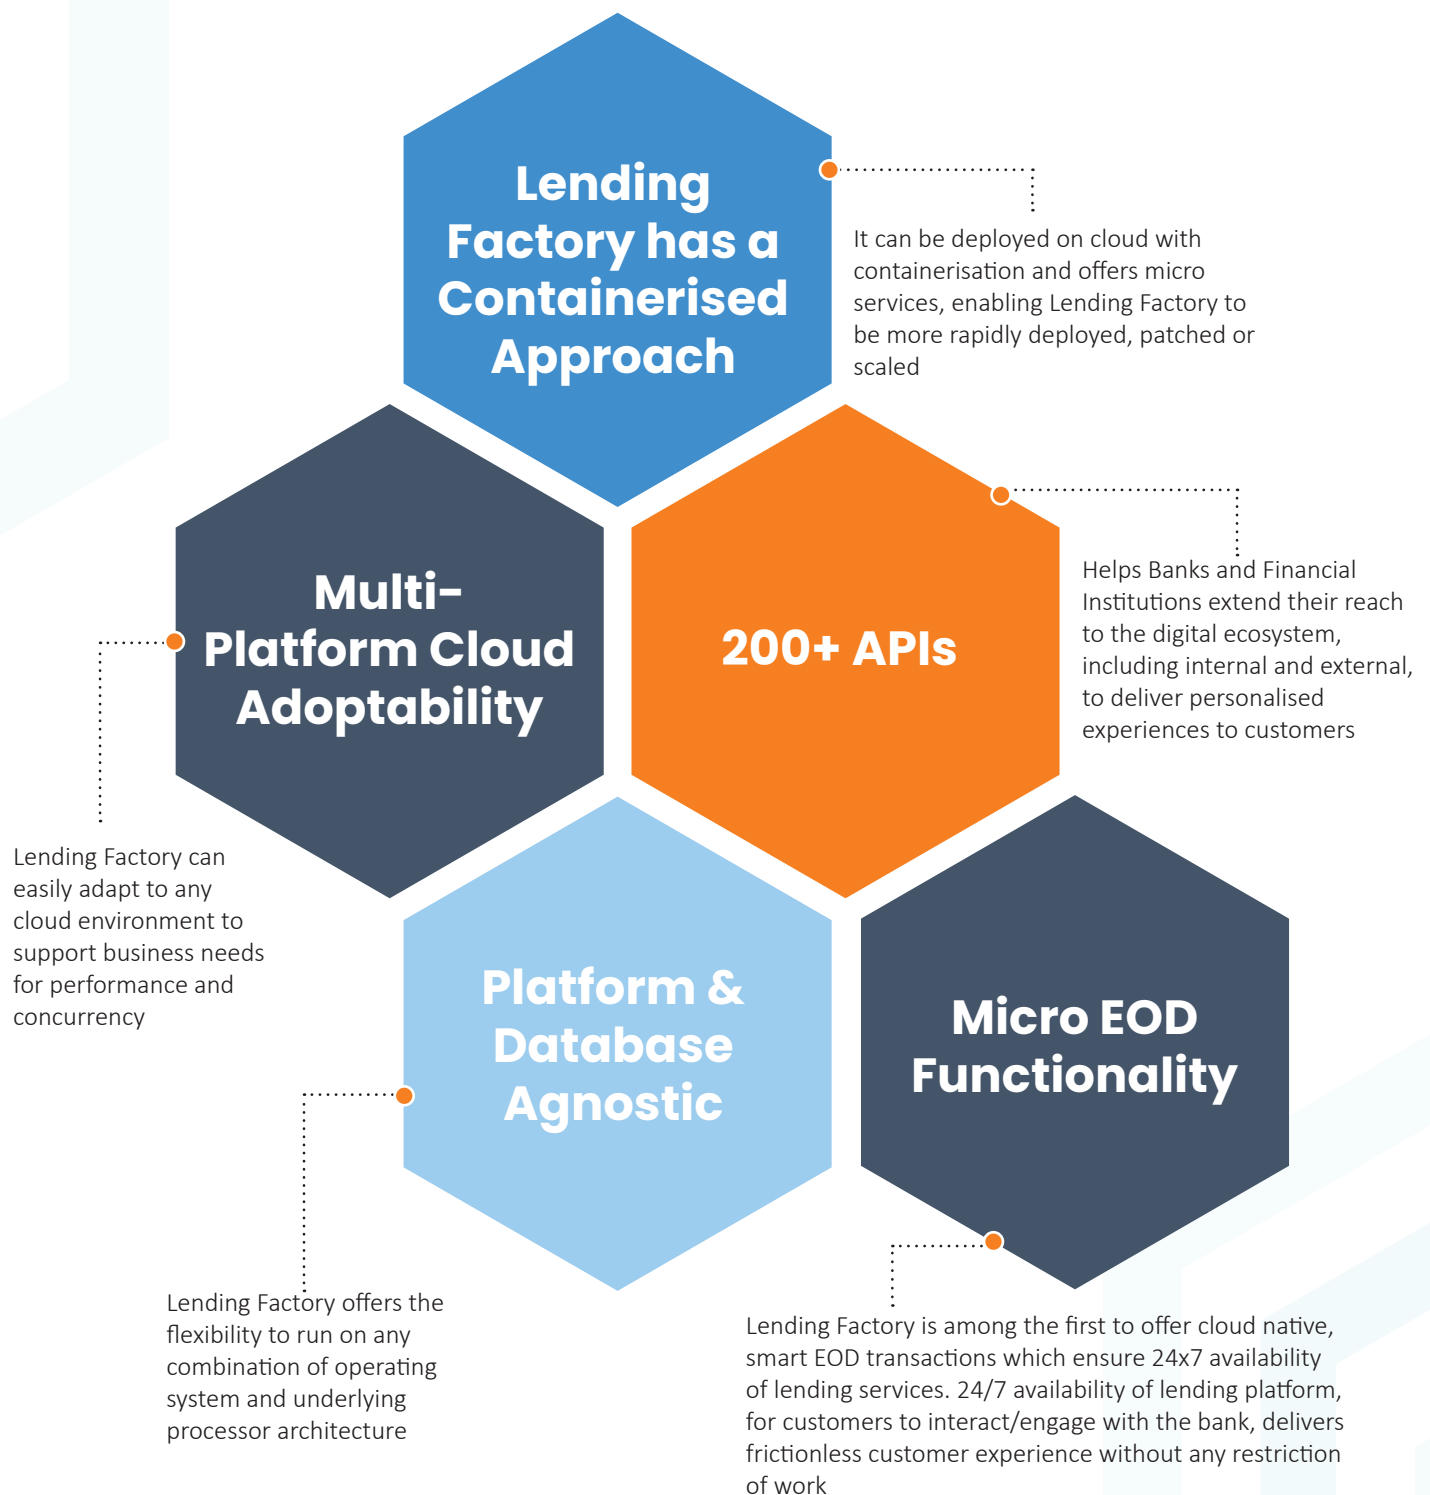 Lending
Factory has a
Containerised
Approach
It can be deployed on cloud with
containerisation and offers micro
services, enabling Lending Factory to
be more rapidly deployed, patched or
scaled
Multi-
Platform Cloud
Adoptability
200+ APIs
Helps Banks and Financial
Institutions extend their reach
to the digital ecosystem,
including internal and external,
to deliver personalised
experiences to customers
Lending Factory can
easily adapt to any
cloud environment to
support business needs
for performance and
concurrency
Platform &
Database
Agnostic
Micro EOD
Functionality
Lending Factory offers the
flexibility to run on any
combination of operating
system and underlying
processor architecture
Lending Factory is among the first to offer cloud native,
smart EOD transactions which ensure 24x7 availability
of lending services. 24/7 availability of lending platform,
for customers to interact/engage with the bank, delivers
frictionless customer experience without any restriction
of work